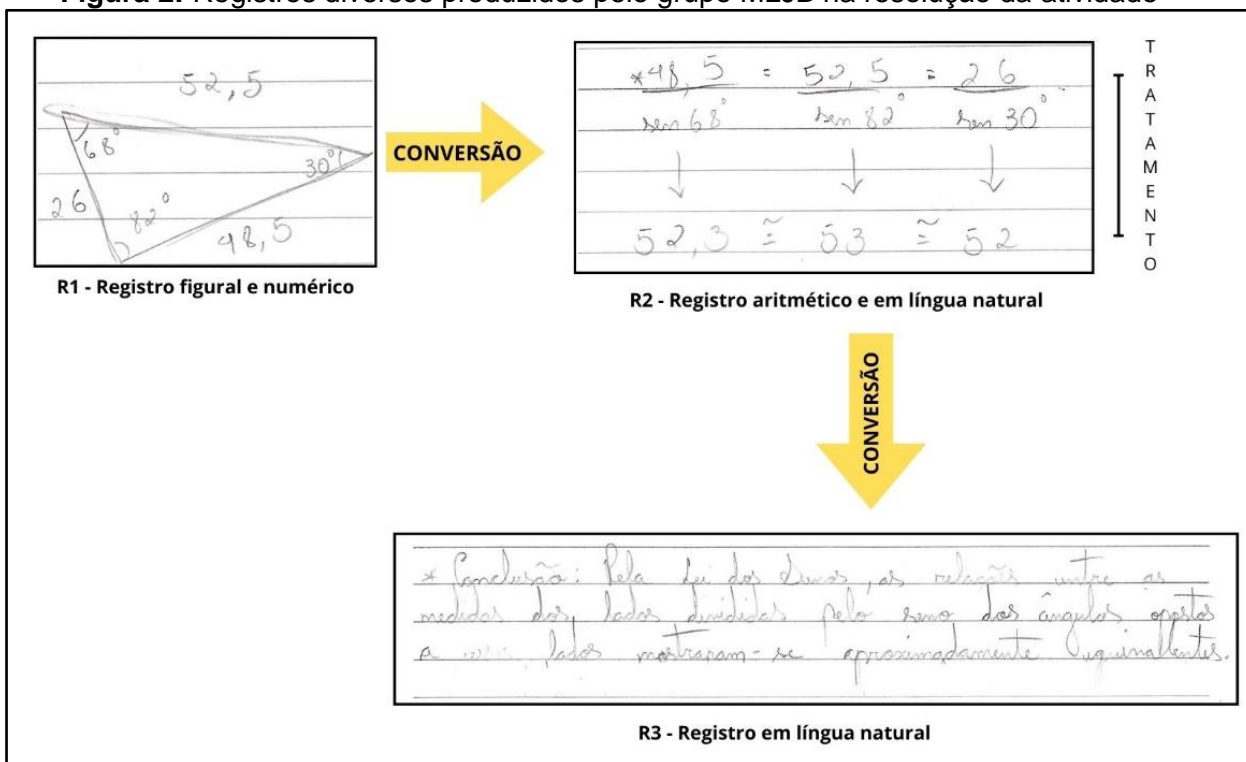 Figura 2: Registros diversos produzidos pelo grupo M2JB na resolução da atividade
52,5
68°
30°
26
82°
48,5
R1 - Registro figural e numérico
CONVERSÃO
*48,5 = 52,5 = 26
sen 68° sen 82° sen 30°
52,3 ≅ 53 ≅ 52
TRATAMENTO
R2 - Registro aritmético e em língua natural
CONVERSÃO
* Conclusão: Pela Lei dos Senos, as relações entre as
medidas dos lados divididas pelo seno dos ângulos opostos
a lados mostraram-se aproximadamente
R3 - Registro em língua natural